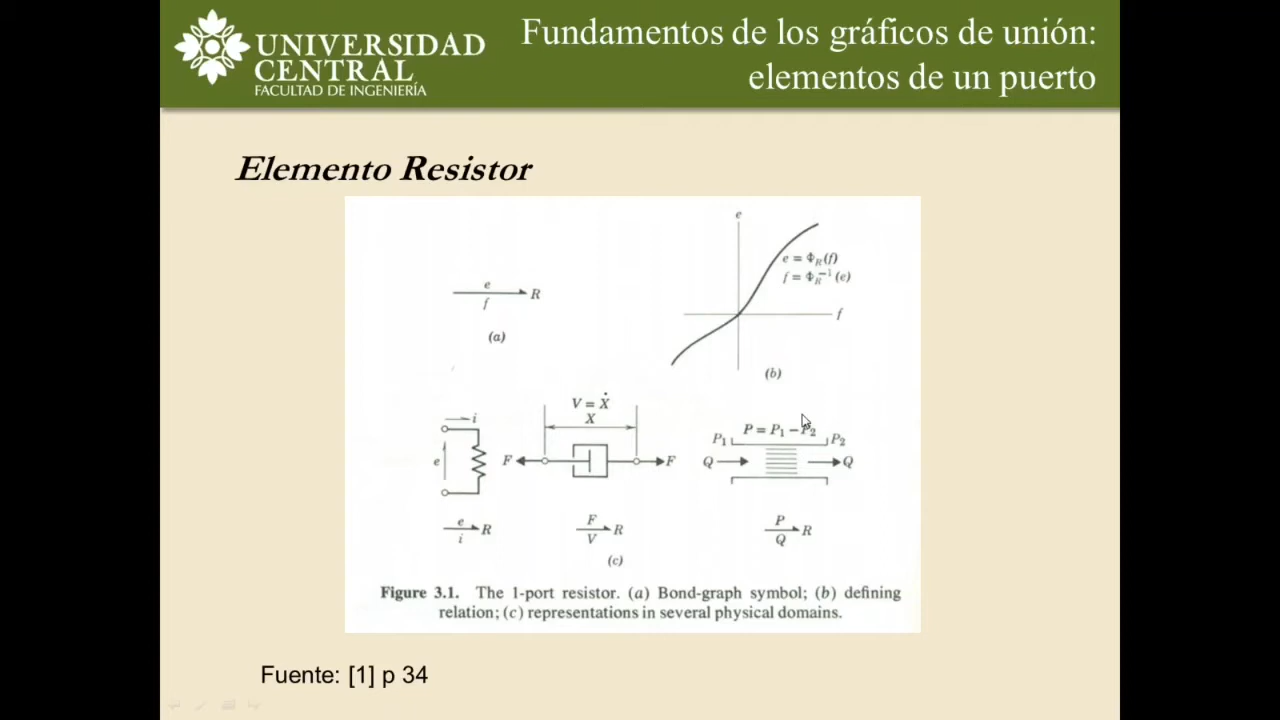 UNIVERSIDAD
CENTRAL
FACULTAD DE INGENIERÍA
Fundamentos de los gráficos de unión:
elementos de un puerto
Elemento Resistor
e
f
R
(a)
e
e = Φ_R(f)
f = Φ_R⁻¹(e)
f
(b)
i
e
e
i
R
V = Ẋ
X
F
F
F
V
R
(c)
P₁
P = P₁ − P₂
P₂
Q
Q
P
Q
R
Figure 3.1. The 1-port resistor. (a) Bond-graph symbol; (b) defining
relation; (c) representations in several physical domains.
Fuente: [1] p 34